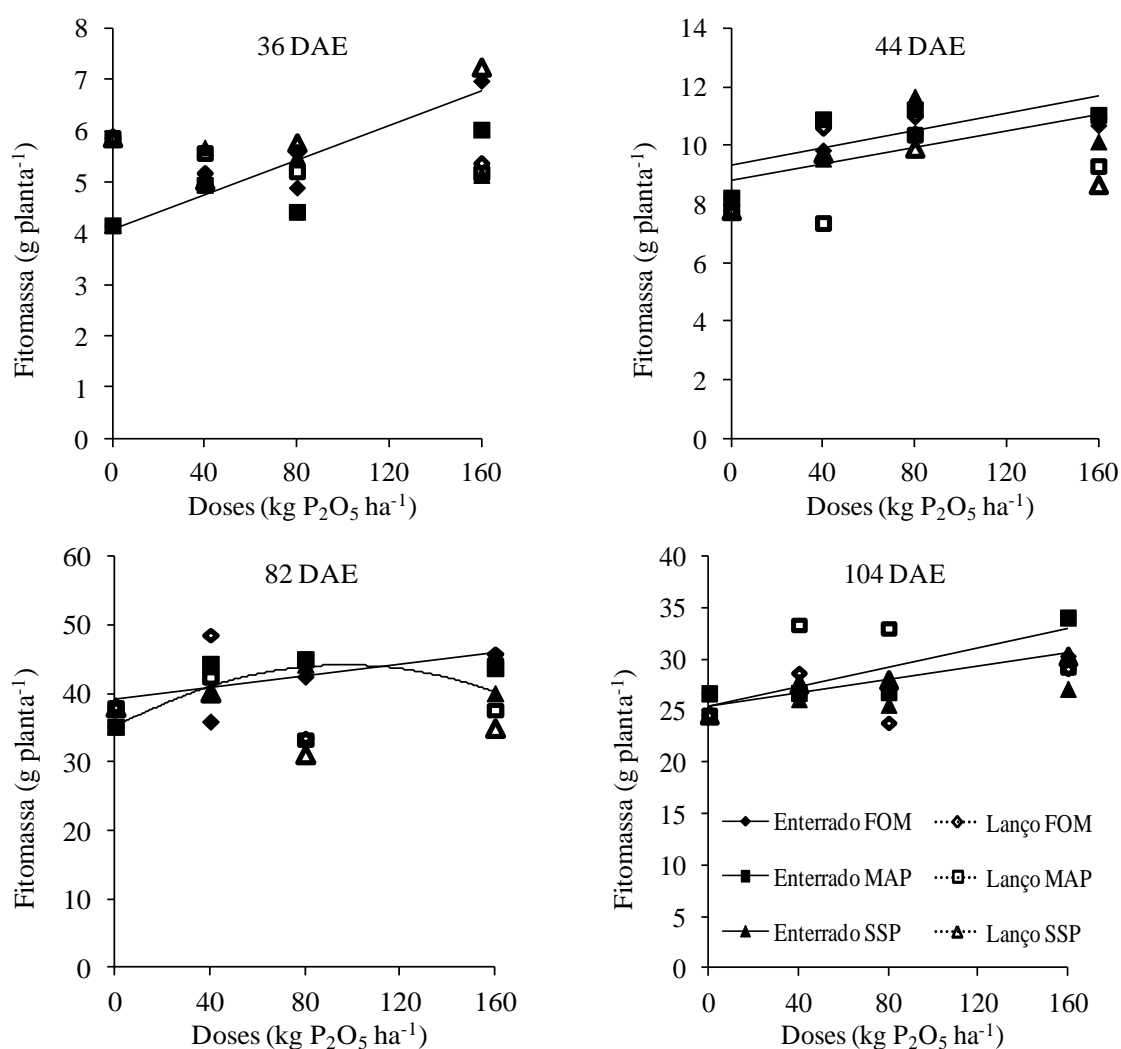 36 DAE
Fitomassa (g planta⁻¹)
8
7
6
5
4
3
2
1
0
0 40 80 120 160
Doses (kg P₂O₅ ha⁻¹)
44 DAE
Fitomassa (g planta⁻¹)
14
12
10
8
6
4
2
0
0 40 80 120 160
Doses (kg P₂O₅ ha⁻¹)
82 DAE
Fitomassa (g planta⁻¹)
60
50
40
30
20
10
0
0 40 80 120 160
Doses (kg P₂O₅ ha⁻¹)
104 DAE
Fitomassa (g planta⁻¹)
40
35
30
25
20
15
10
5
0
Enterrado FOM Lanço FOM
Enterrado MAP Lanço MAP
Enterrado SSP Lanço SSP
0 40 80 120 160
Doses (kg P₂O₅ ha⁻¹)